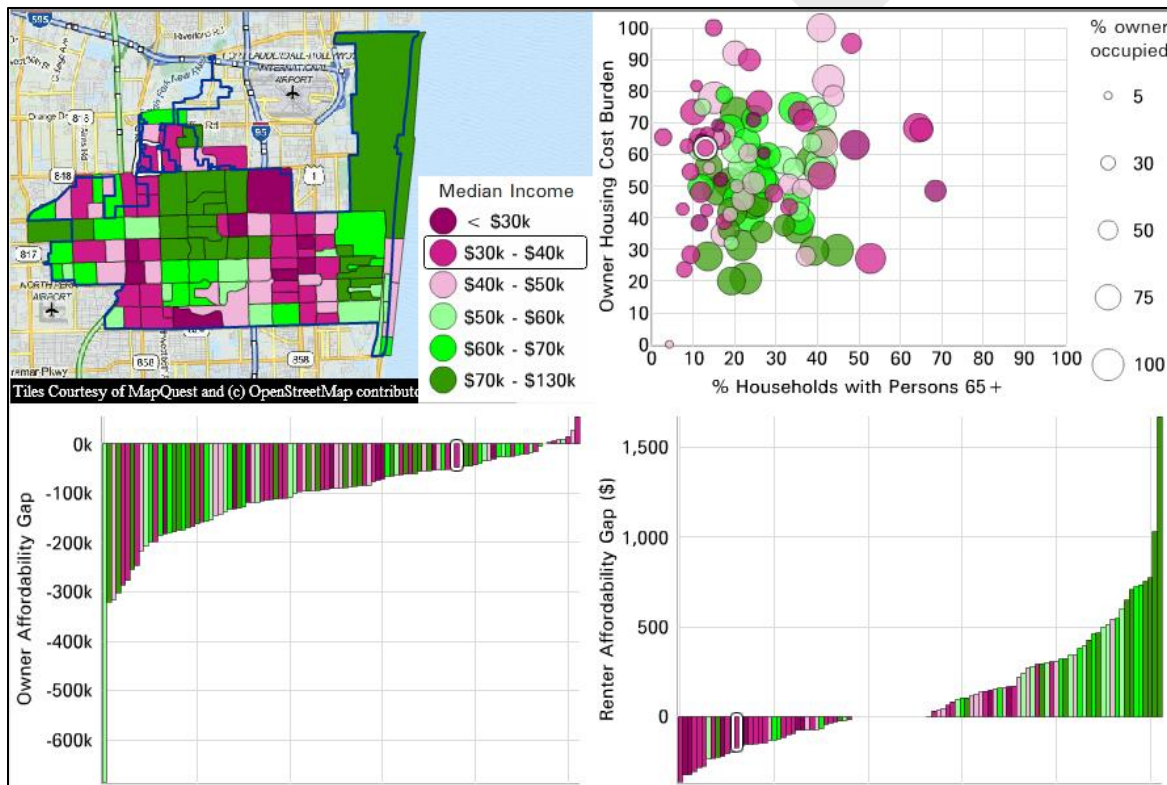 595
Riverland Rd
FORT LAUDERDALE-HOLLYWOOD
INTERNATIONAL
AIRPORT
Orange Dr
818
95
1
848
817
NORTH PERRY
AIRPORT
858
858
Tiles Courtesy of MapQuest and (c) OpenStreetMap contributo
Median Income
< $30k
$30k - $40k
$40k - $50k
$50k - $60k
$60k - $70k
$70k - $130k
Owner Housing Cost Burden
100
90
80
70
60
50
40
30
20
10
0
0 10 20 30 40 50 60 70 80 90 100
% Households with Persons 65+
% owner
occupied
5
30
50
75
100
Owner Affordability Gap
0k
-100k
-200k
-300k
-400k
-500k
-600k
Renter Affordability Gap ($)
1,500
1,000
500
0